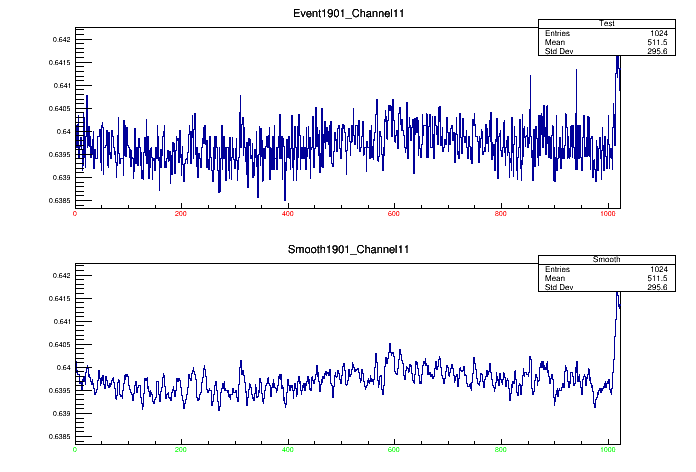 Event1901_Channel11
Test
Entries 1024
Mean 511.5
Std Dev 295.6
0.642
0.6415
0.641
0.6405
0.64
0.6395
0.639
0.6385
0 200 400 600 800 1000
Smooth1901_Channel11
Smooth
Entries 1024
Mean 511.5
Std Dev 295.6
0.642
0.6415
0.641
0.6405
0.64
0.6395
0.639
0.6385
0 200 400 600 800 1000